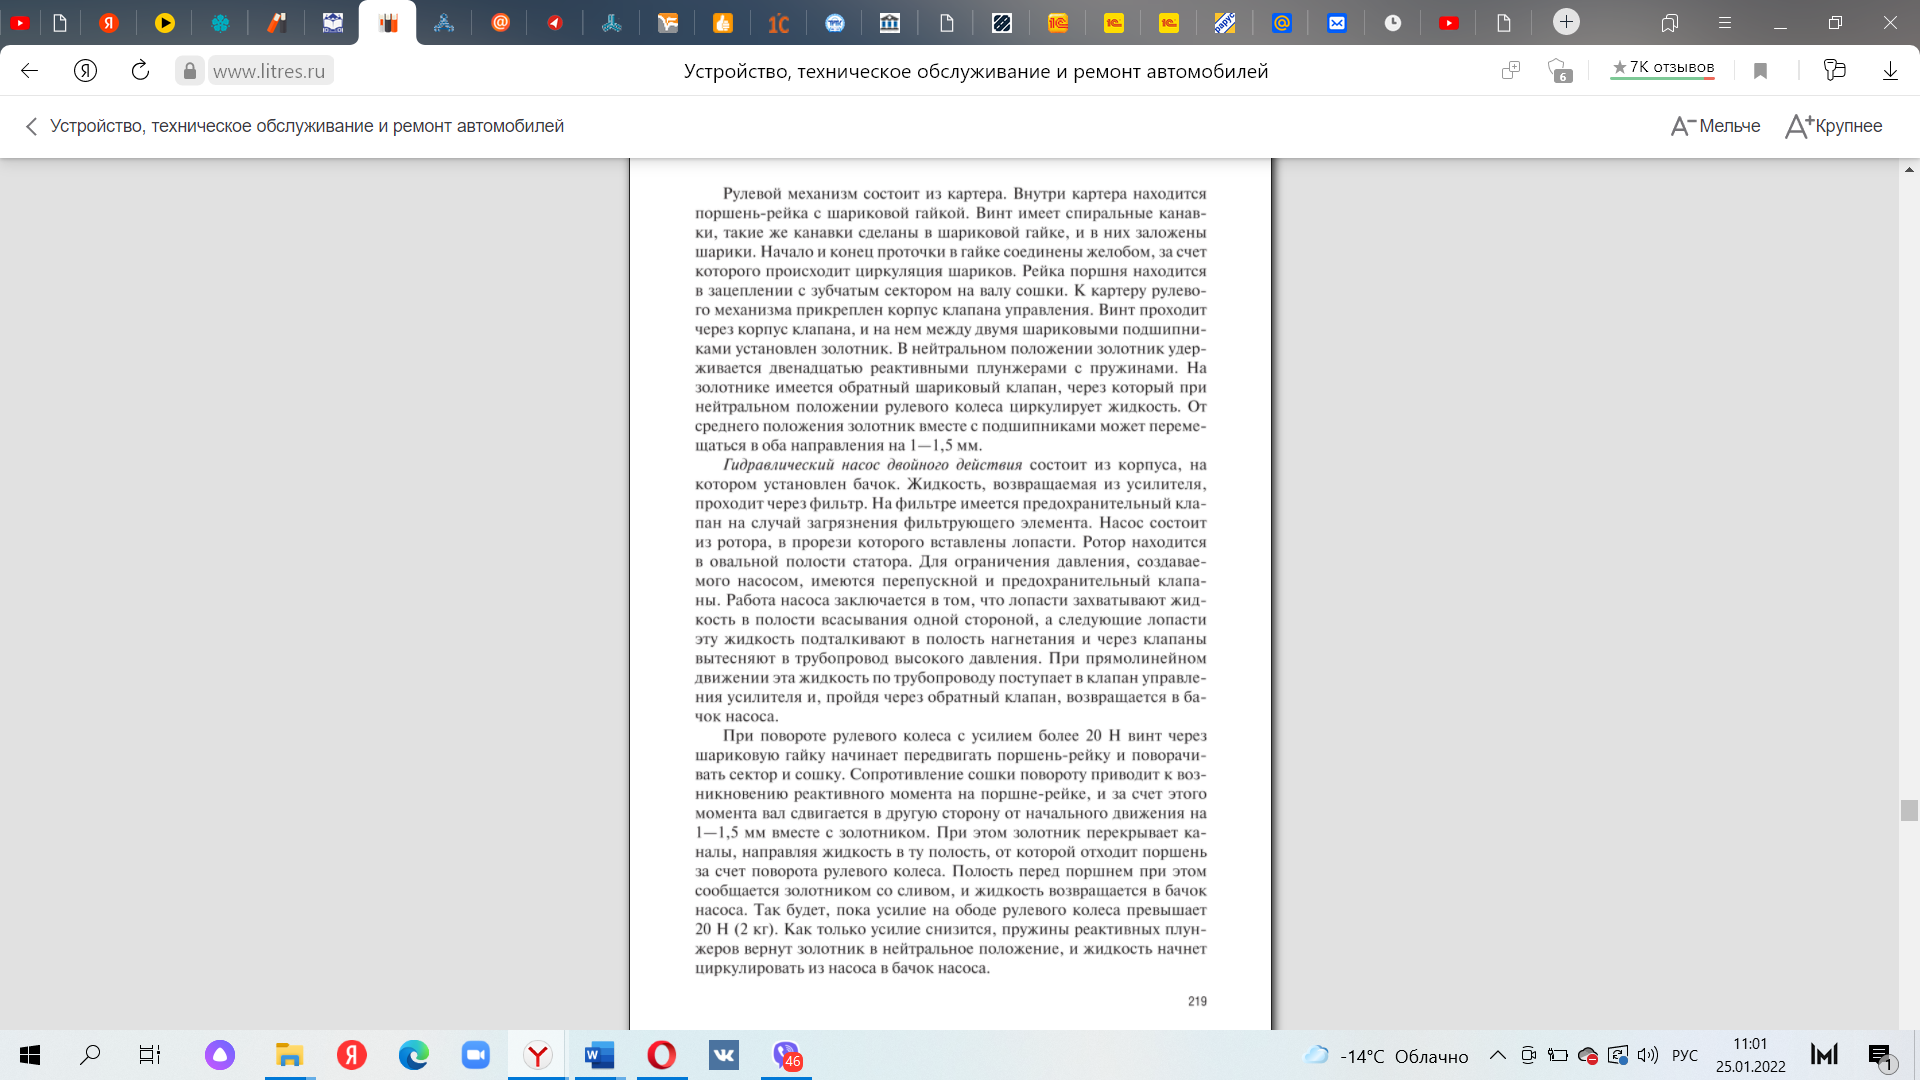 www.litres.ru
Устройство, техническое обслуживание и ремонт автомобилей
6
★ 7К отзывов
Устройство, техническое обслуживание и ремонт автомобилей
А⁻ Мельче
А⁺ Крупнее
Рулевой механизм состоит из картера. Внутри картера находится
поршень-рейка с шариковой гайкой. Винт имеет спиральные канав-
ки, такие же канавки сделаны в шариковой гайке, и в них заложены
шарики. Начало и конец проточки в гайке соединены желобом, за счет
которого происходит циркуляция шариков. Рейка поршня находится
в зацеплении с зубчатым сектором на валу сошки. К картеру рулево-
го механизма прикреплен корпус клапана управления. Винт проходит
через корпус клапана, и на нем между двумя шариковыми подшипни-
ками установлен золотник. В нейтральном положении золотник удер-
живается двенадцатью реактивными плунжерами с пружинами. На
золотнике имеется обратный шариковый клапан, через который при
нейтральном положении рулевого колеса циркулирует жидкость. От
среднего положения золотник вместе с подшипниками может переме-
щаться в оба направления на 1—1,5 мм.
Гидравлический насос двойного действия состоит из корпуса, на
котором установлен бачок. Жидкость, возвращаемая из усилителя,
проходит через фильтр. На фильтре имеется предохранительный кла-
пан на случай загрязнения фильтрующего элемента. Насос состоит
из ротора, в прорези которого вставлены лопасти. Ротор находится
в овальной полости статора. Для ограничения давления, создавае-
мого насосом, имеются перепускной и предохранительный клапа-
ны. Работа насоса заключается в том, что лопасти захватывают жид-
кость в полости всасывания одной стороной, а следующие лопасти
эту жидкость подталкивают в полость нагнетания и через клапаны
вытесняют в трубопровод высокого давления. При прямолинейном
движении эта жидкость по трубопроводу поступает в клапан управле-
ния усилителя и, пройдя через обратный клапан, возвращается в ба-
чок насоса.
При повороте рулевого колеса с усилием более 20 Н винт через
шариковую гайку начинает передвигать поршень-рейку и поворачи-
вать сектор и сошку. Сопротивление сошки повороту приводит к воз-
никновению реактивного момента на поршне-рейке, и за счет этого
момента вал сдвигается в другую сторону от начального движения на
1—1,5 мм вместе с золотником. При этом золотник перекрывает ка-
налы, направляя жидкость в ту полость, от которой отходит поршень
за счет поворота рулевого колеса. Полость перед поршнем при этом
сообщается золотником со сливом, и жидкость возвращается в бачок
насоса. Так будет, пока усилие на ободе рулевого колеса превышает
20 Н (2 кг). Как только усилие снизится, пружины реактивных плун-
жеров вернут золотник в нейтральное положение, и жидкость начнет
циркулировать из насоса в бачок насоса.
219
46
-14°C Облачно
РУС
11:01
25.01.2022
1